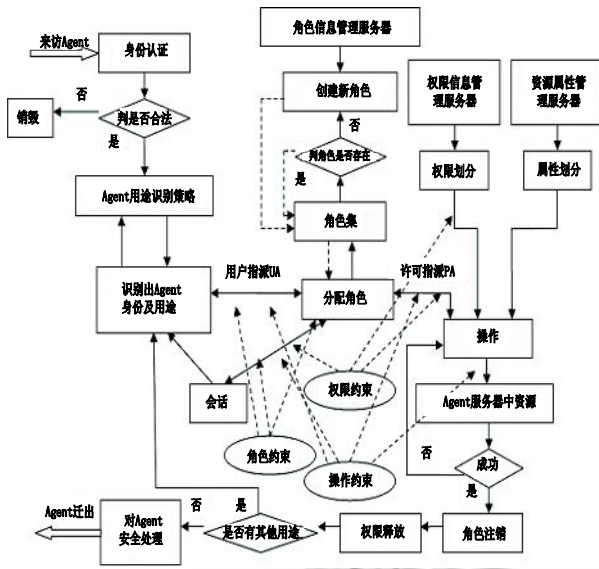 角色信息管理服务器
来访Agent
身份认证
创建新角色
权限信息管
理服务器
资源属性管
理服务器
否
销毁
判是否合法
是
否
判角色是否存在
是
权限划分
属性划分
Agent用途识别策略
角色集
用户指派UA
许可指派PA
识别出Agent
身份及用途
分配角色
操作
会话
权限约束
Agent服务器中资源
角色约束
操作约束
否
成功
是
Agent迁出
对Agent
安全处理
否
是
是否有其他用途
权限释放
角色注销